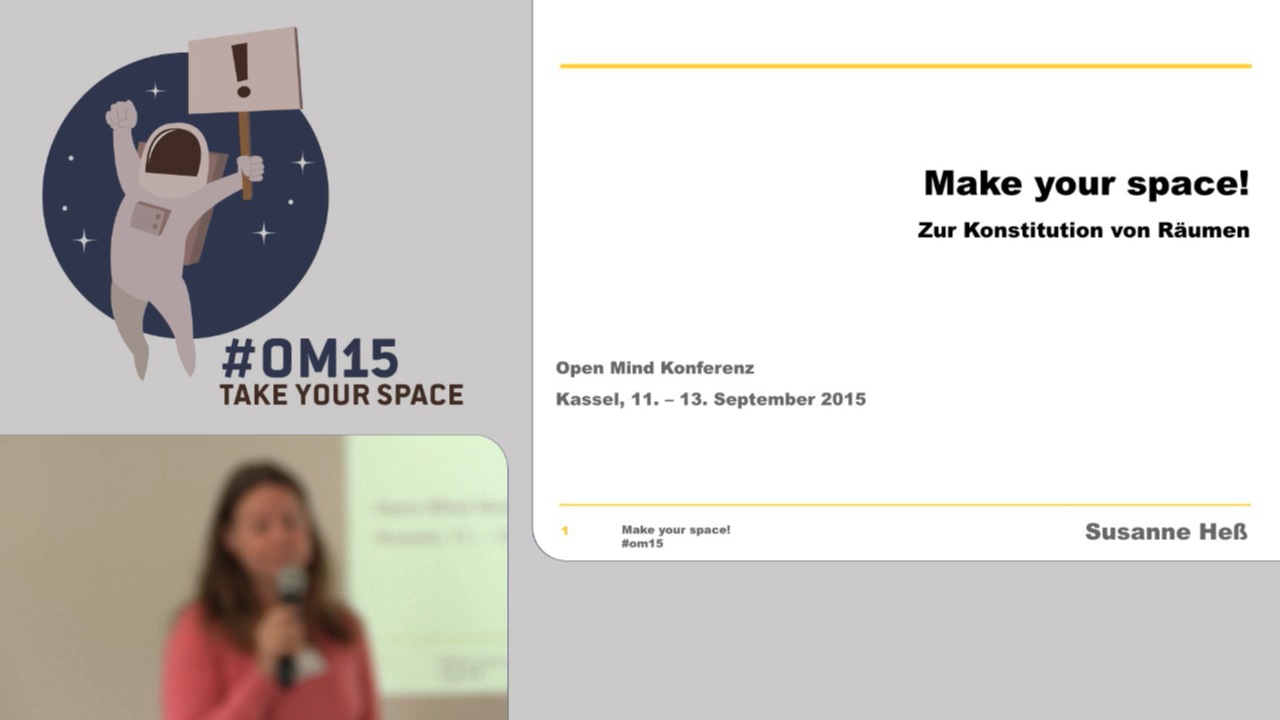 !
#OM15
TAKE YOUR SPACE
Make your space!
Zur Konstitution von Räumen
Open Mind Konferenz
Kassel, 11. – 13. September 2015
1
Make your space!
#om15
Susanne Heß